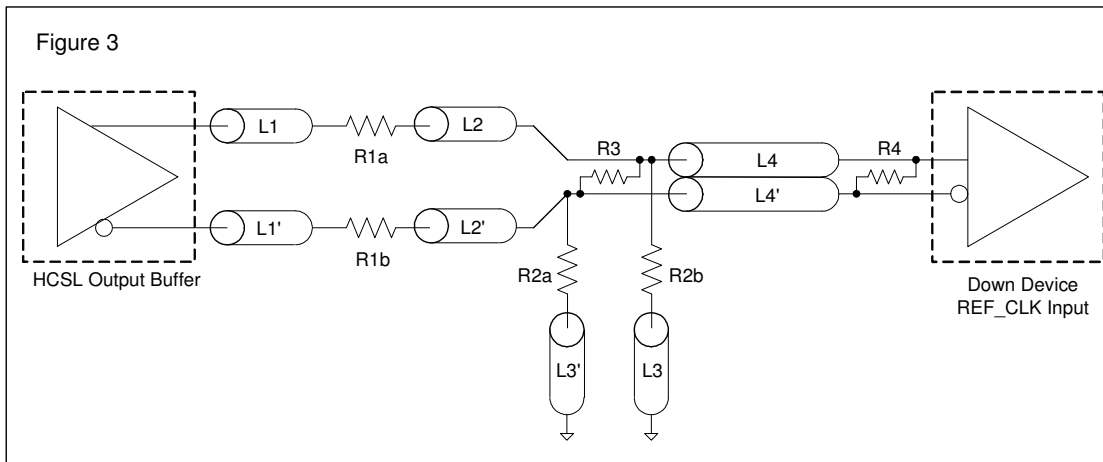 Figure 3
L1
R1a
L2
R3
L4
R4
L4'
L1'
R1b
L2'
HCSL Output Buffer
R2a
R2b
Down Device
REF_CLK Input
L3'
L3